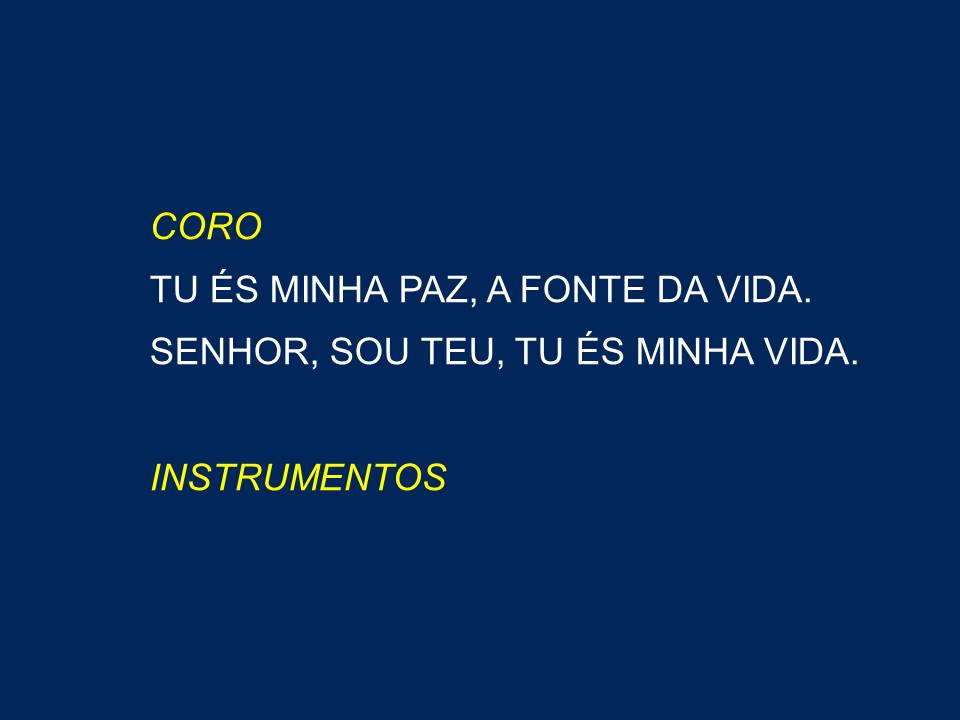 CORO
TU ÉS MINHA PAZ, A FONTE DA VIDA.
SENHOR, SOU TEU, TU ÉS MINHA VIDA.
INSTRUMENTOS